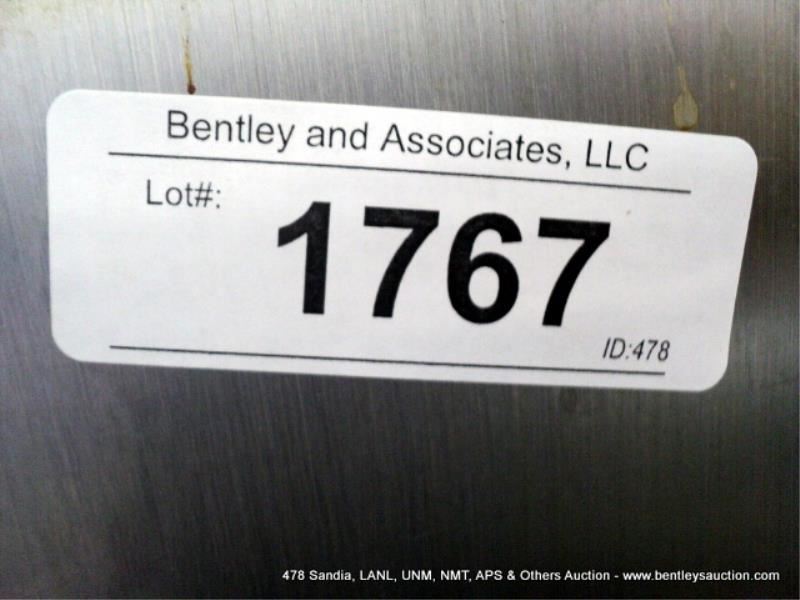 Bentley and Associates, LLC
Lot#:
1767
ID:478
478 Sandia, LANL, UNM, NMT, APS & Others Auction - www.bentleysauction.com